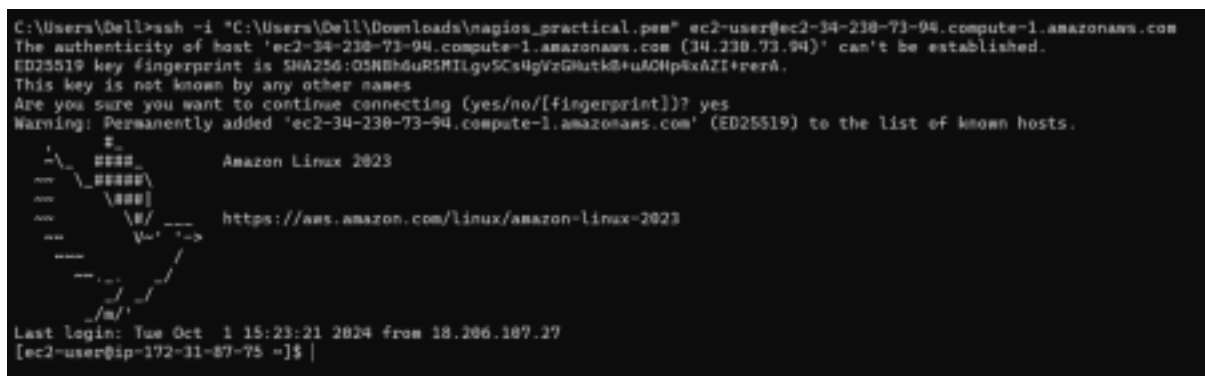 C:\Users\Dell>ssh -i "C:\Users\Dell\Downloads\nagios_practical.pem" ec2-user@ec2-34-230-73-94.compute-1.amazonaws.com
The authenticity of host 'ec2-34-230-73-94.compute-1.amazonaws.com (34.230.73.94)' can't be established.
ED25519 key fingerprint is
This key is not known by any other names
Are you sure you want to continue connecting (yes/no/[fingerprint])? yes
Warning: Permanently added 'ec2-34-230-73-94.compute-1.amazonaws.com' (ED25519) to the list of known hosts.
Amazon Linux 2023
https://aws.amazon.com/linux/amazon-linux-2023
Last login: Tue Oct  1 15:23:21 2024 from 18.206.107.27
[ec2-user@ip-172-31-87-75 ~]$